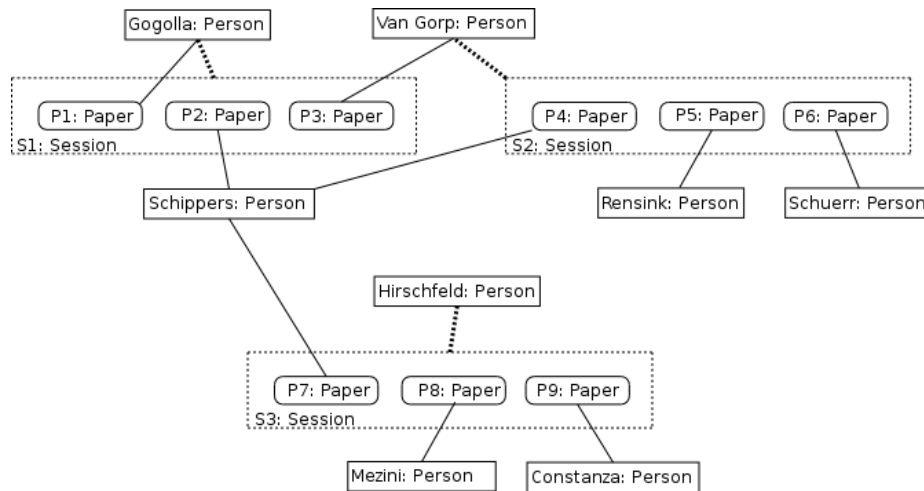 Gogolla: Person
Van Gorp: Person
P1: Paper
P2: Paper
P3: Paper
S1: Session
P4: Paper
P5: Paper
P6: Paper
S2: Session
Schippers: Person
Rensink: Person
Schuerr: Person
Hirschfeld: Person
P7: Paper
P8: Paper
P9: Paper
S3: Session
Mezini: Person
Constanza: Person